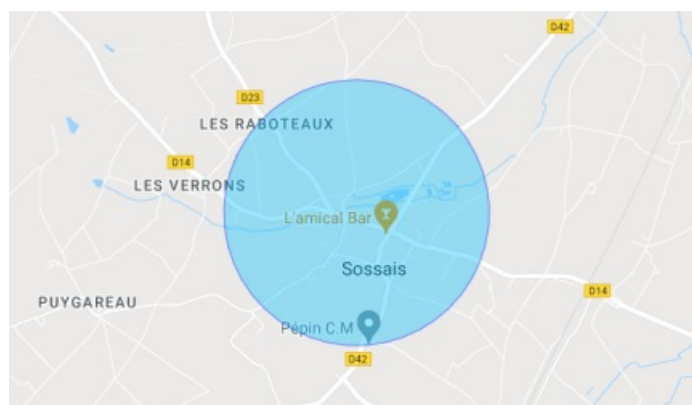 D42
D23
LES RABOTEAUX
D14
LES VERRONS
L'amical Bar
Sossais
D14
PUYGAREAU
Pépin C.M
D42